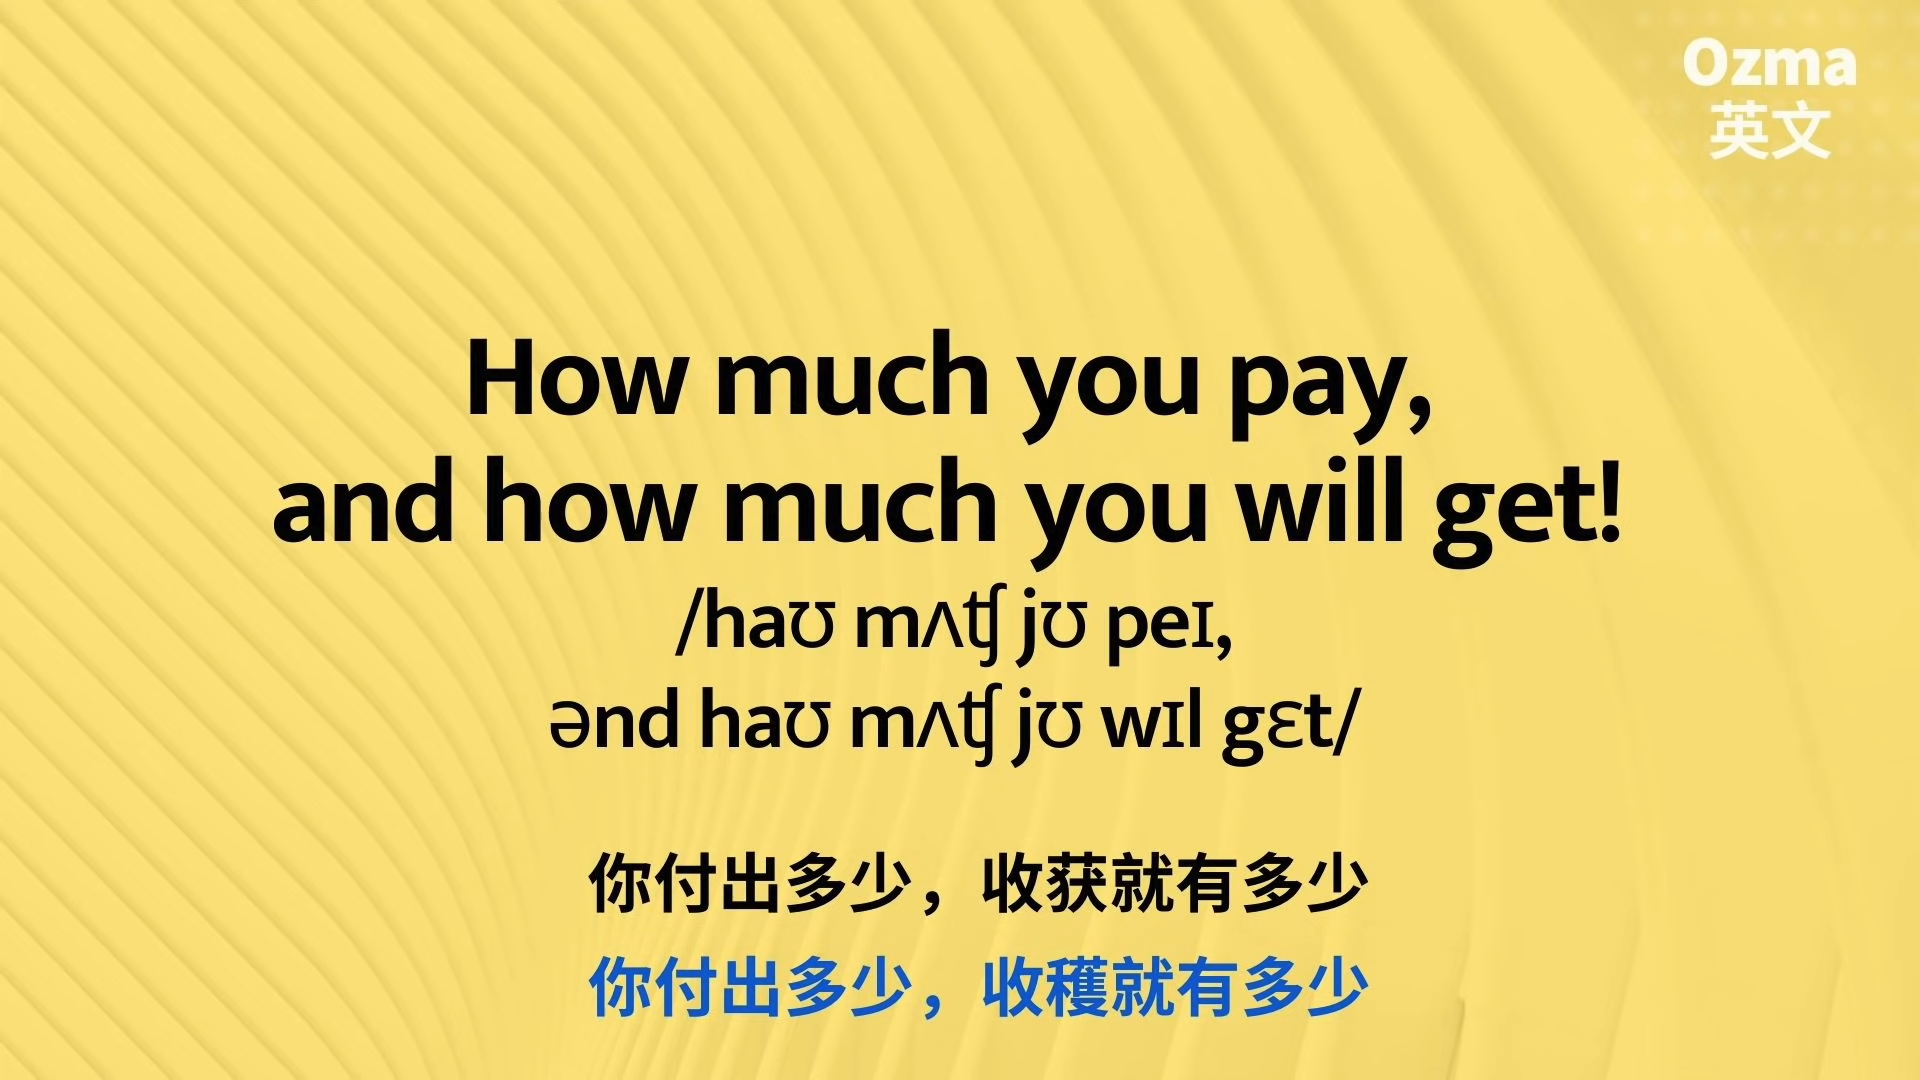 Ozma
英文
How much you pay,
and how much you will get!
/haʊ mʌʧ jʊ peɪ,
ənd haʊ mʌʧ jʊ wɪl gɛt/
你付出多少，收获就有多少
你付出多少，收穫就有多少